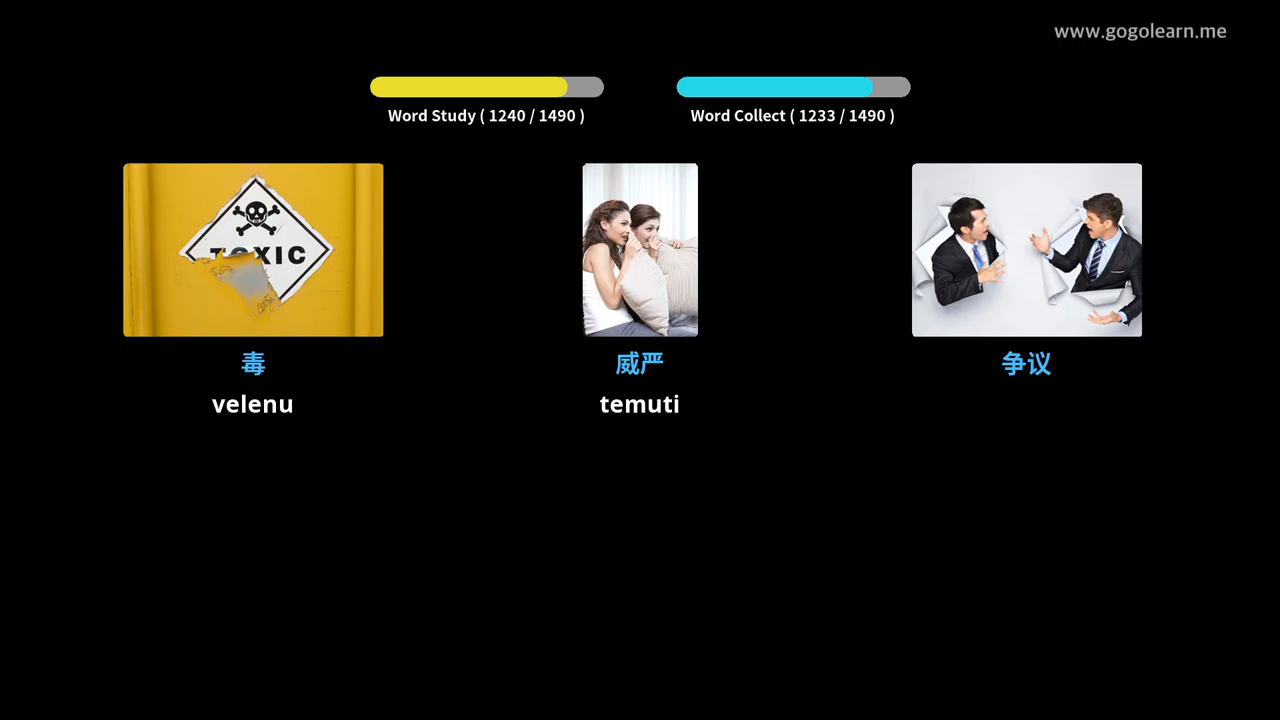 www.gogolearn.me
Word Study ( 1240 / 1490 )
Word Collect ( 1233 / 1490 )
TOXIC
毒
威严
争议
velenu
temuti